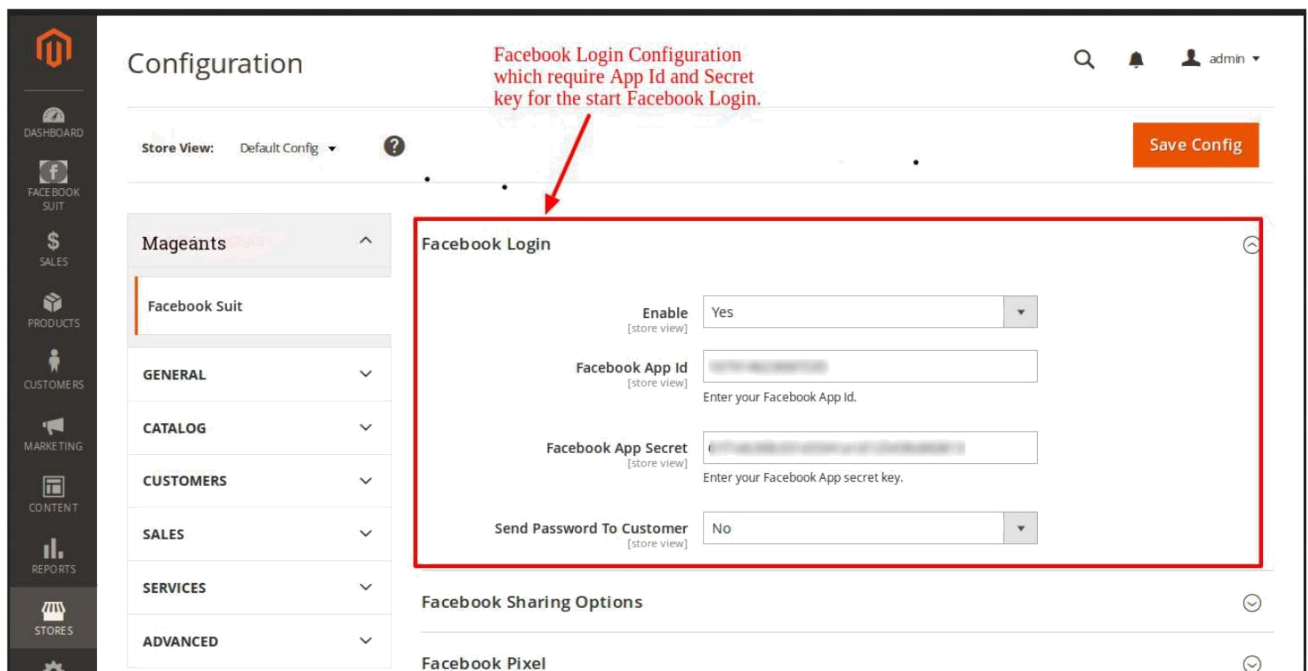 Configuration
Facebook Login Configuration
which require App Id and Secret
key for the start Facebook Login.
admin
DASHBOARD
FACEBOOK
SUIT
SALES
PRODUCTS
CUSTOMERS
MARKETING
CONTENT
REPORTS
STORES
Store View: Default Config
?
Save Config
Mageants
Facebook Suit
GENERAL
CATALOG
CUSTOMERS
SALES
SERVICES
ADVANCED
Facebook Login
Enable Yes
[store view]
Facebook App Id
[store view]
Enter your Facebook App Id.
Facebook App Secret
[store view]
Enter your Facebook App secret key.
Send Password To Customer No
[store view]
Facebook Sharing Options
Facebook Pixel